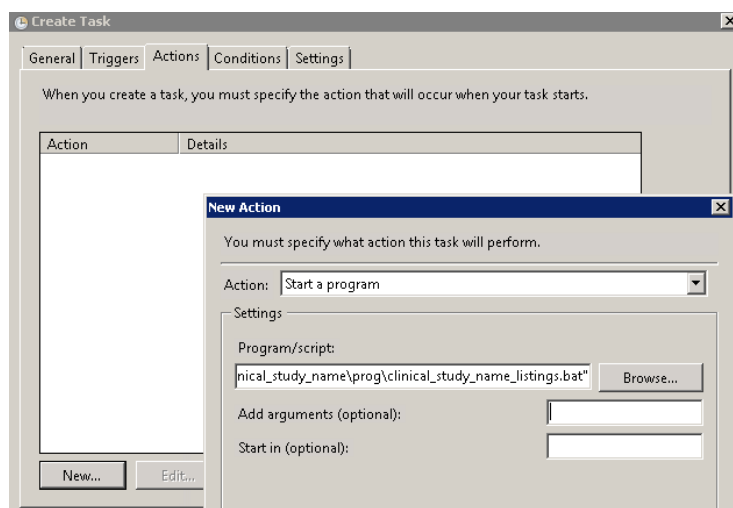 Create Task
General Triggers Actions Conditions Settings
When you create a task, you must specify the action that will occur when your task starts.
Action Details
New Action
You must specify what action this task will perform.
Action: Start a program
Settings
Program/script:
nical_study_name\prog\clinical_study_name_listings.bat" Browse...
Add arguments (optional):
Start in (optional):
New... Edit...